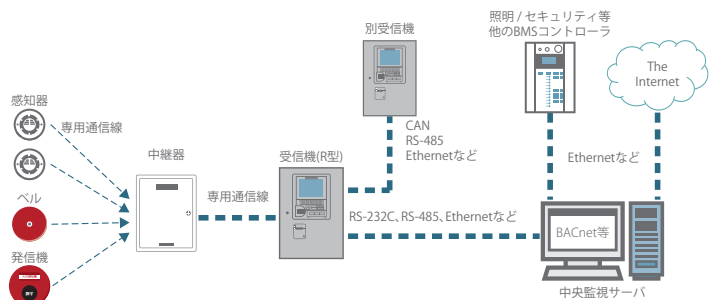 感知器
専用通信線
ベル
発信機
中継器
専用通信線
受信機(R型)
別受信機
CAN
RS-485
Ethernetなど
RS-232C、RS-485、Ethernetなど
照明 / セキュリティ等
他のBMSコントローラ
The
Internet
Ethernetなど
BACnet等
中央監視サーバ